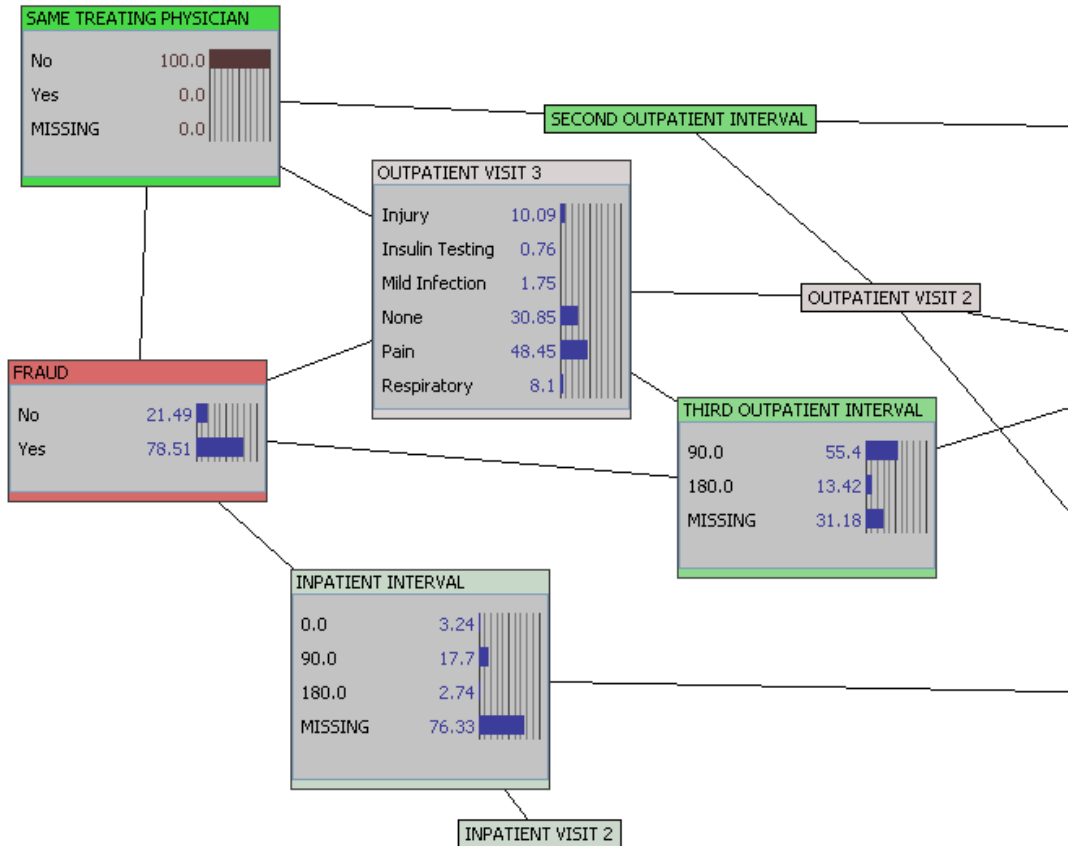 SAME TREATING PHYSICIAN
No 100.0
Yes 0.0
MISSING 0.0
SECOND OUTPATIENT INTERVAL
OUTPATIENT VISIT 3
Injury 10.09
Insulin Testing 0.76
Mild Infection 1.75
None 30.85
Pain 48.45
Respiratory 8.1
OUTPATIENT VISIT 2
FRAUD
No 21.49
Yes 78.51
THIRD OUTPATIENT INTERVAL
90.0 55.4
180.0 13.42
MISSING 31.18
INPATIENT INTERVAL
0.0 3.24
90.0 17.7
180.0 2.74
MISSING 76.33
INPATIENT VISIT 2